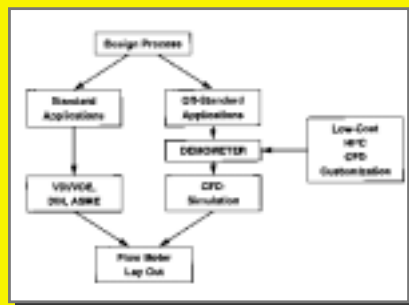 Design Process
Standard
Applications
Off-Standard
Applications
DEMOMETER
Low-Cost
HPC
CFD
Customization
VDI/VDE,
DIN, ASME
CFD-
Simulation
Flow Meter
Lay Out